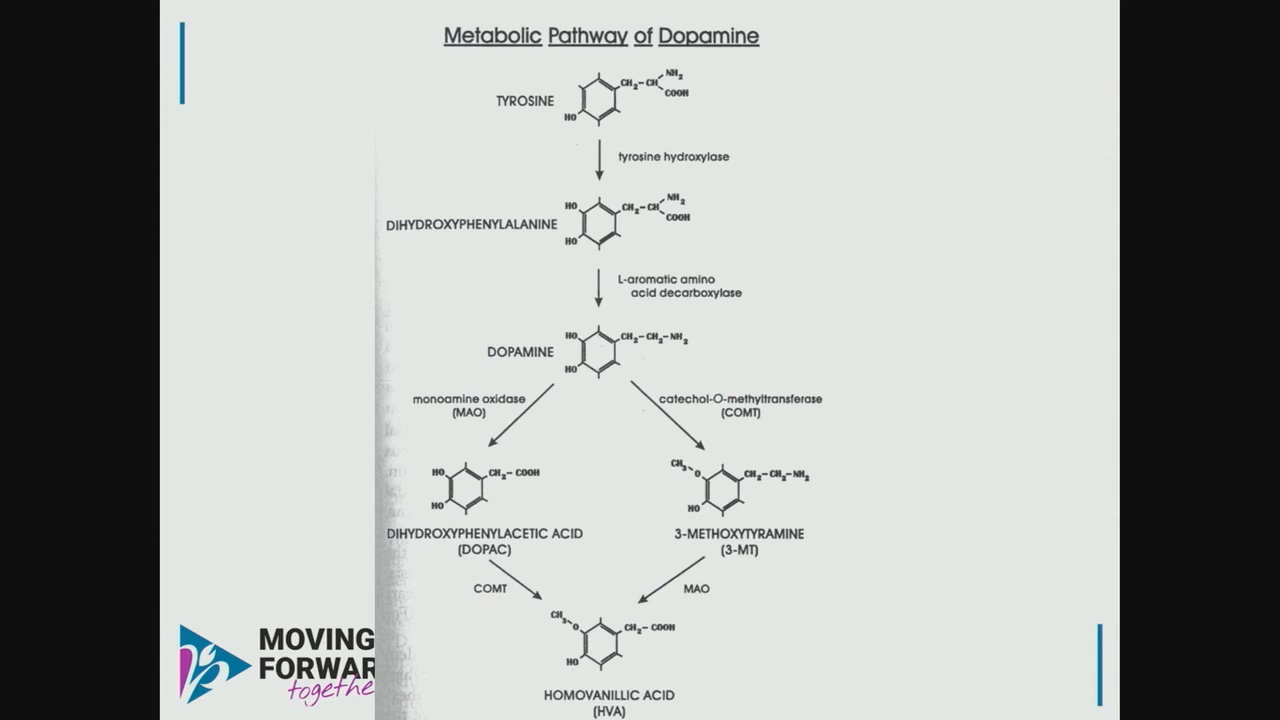 Metabolic Pathway of Dopamine
TYROSINE
CH2-CH
NH2
COOH
HO
tyrosine hydroxylase
DIHYDROXYPHENYLALANINE
HO
HO
CH2-CH
NH2
COOH
L-aromatic amino
acid decarboxylase
DOPAMINE
HO
HO
CH2-CH2-NH2
monoamine oxidase
(MAO)
catechol-O-methyltransferase
(COMT)
HO
HO
CH2-COOH
CH3
O
HO
CH2-CH2-NH2
DIHYDROXYPHENYLACETIC ACID
(DOPAC)
3-METHOXYTYRAMINE
(3-MT)
COMT
MAO
CH3
O
HO
CH2-COOH
HOMOVANILLIC ACID
(HVA)
MOVING
FORWAR
togethe